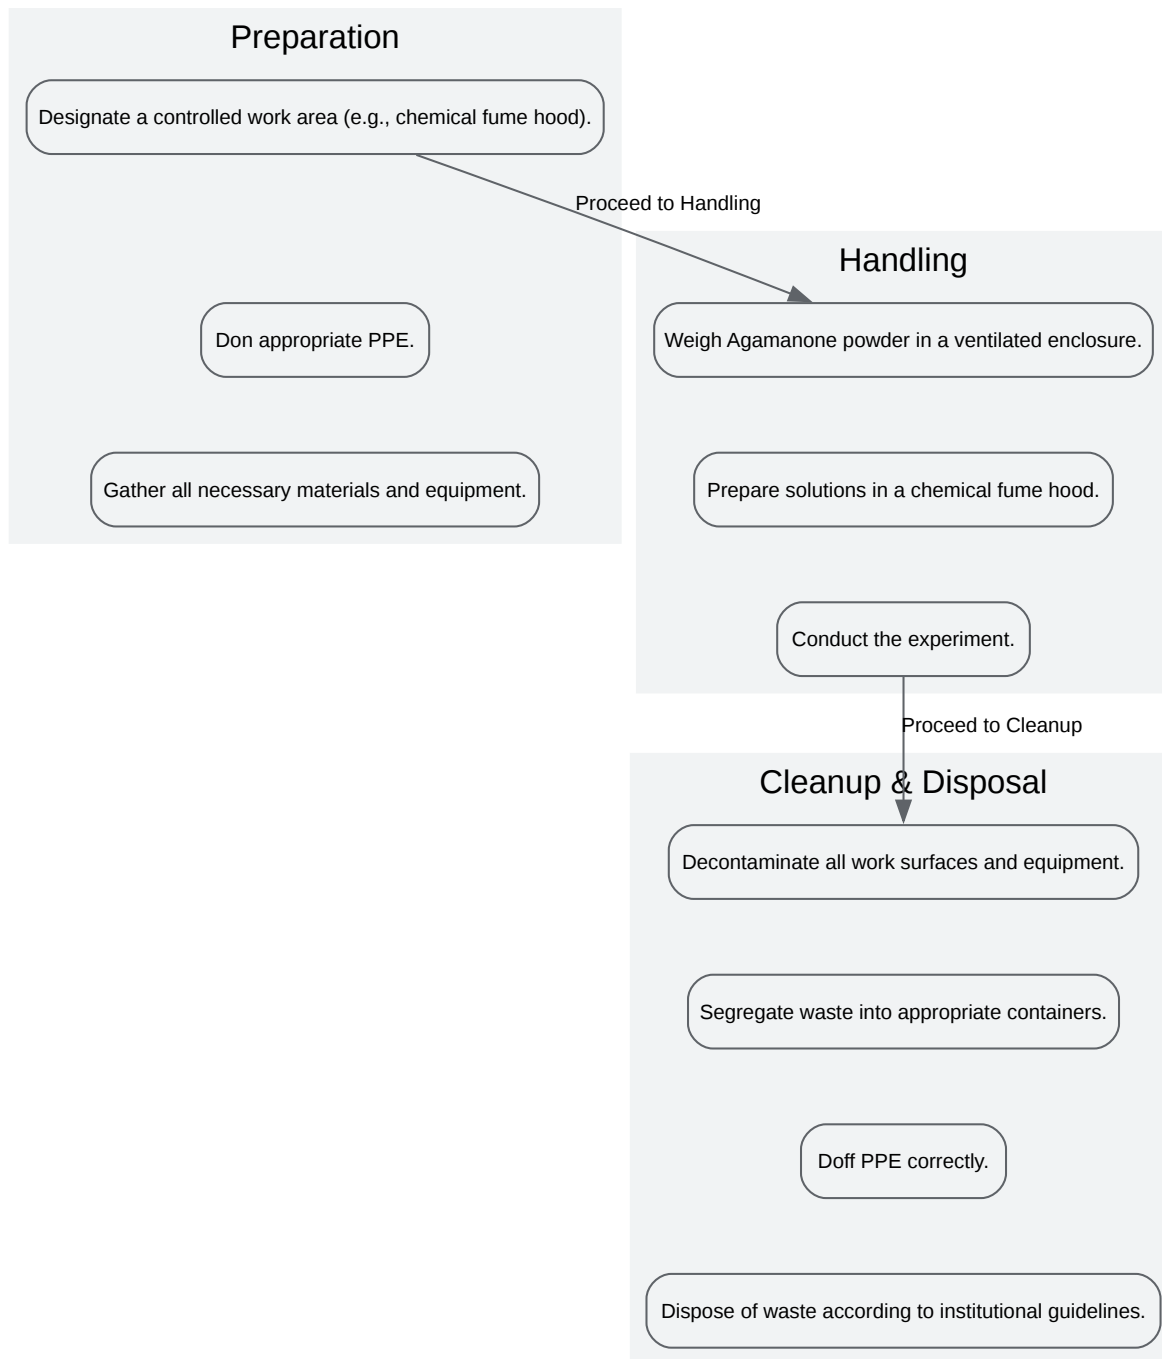 Preparation
Designate a controlled work area (e.g., chemical fume hood).
Proceed to Handling
Handling
Don appropriate PPE.
Weigh Agamanone powder in a ventilated enclosure.
Gather all necessary materials and equipment.
Prepare solutions in a chemical fume hood.
Conduct the experiment.
Proceed to Cleanup
Cleanup & Disposal
Decontaminate all work surfaces and equipment.
Segregate waste into appropriate containers.
Doff PPE correctly.
Dispose of waste according to institutional guidelines.